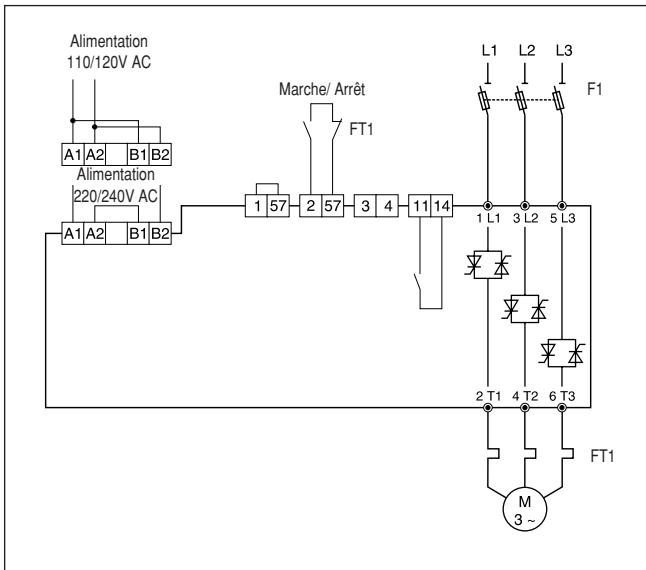 Alimentation
110/120V AC
A1 A2 B1 B2
Alimentation
220/240V AC
A1 A2 B1 B2
Marche/ Arrêt
FT1
1 57 2 57 3 4 11 14
L1 L2 L3
F1
1 L1 3 L2 5 L3
2 T1 4 T2 6 T3
FT1
M
3 ~